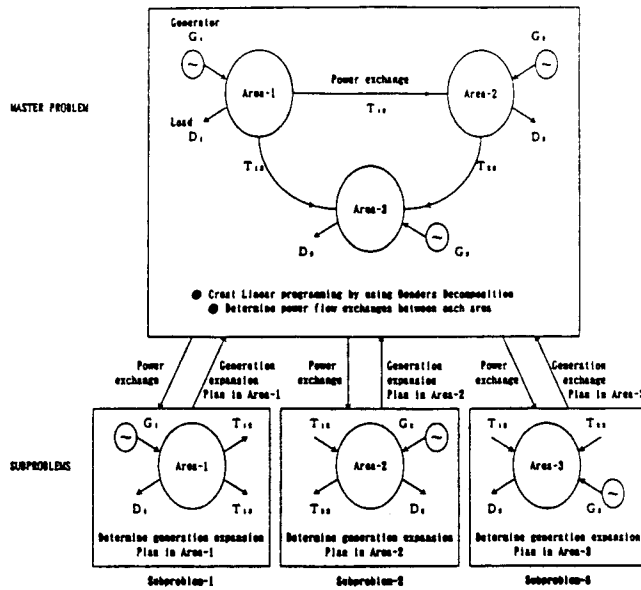 Generator
G₁
G₂
Area-1
Power exchange
Area-2
MASTER PROBLEM
T₁₂
Load
D₁
D₂
T₁₃
T₂₃
Area-3
D₃
G₃
● Creat Linear programing by using Benders Decomposition
● Determine power flow exchanges between each area
Power exchange
Generation expansion Plan in Area-1
Power exchange
Generation expansion Plan in Area-2
Power exchange
Generation exchange Plan in Area-3
SUBPROBLEMS
G₁
T₁₂
Area-1
D₁
T₁₃
Determine generation expansion
Plan in Area-1
Subproblem-1
T₁₂
G₂
Area-2
T₂₃
D₂
Determine generation expansion
Plan in Area-2
Subproblem-2
T₁₃
T₂₃
Area-3
D₃
G₃
Determine generation expansion
Plan in Area-3
Subproblem-3